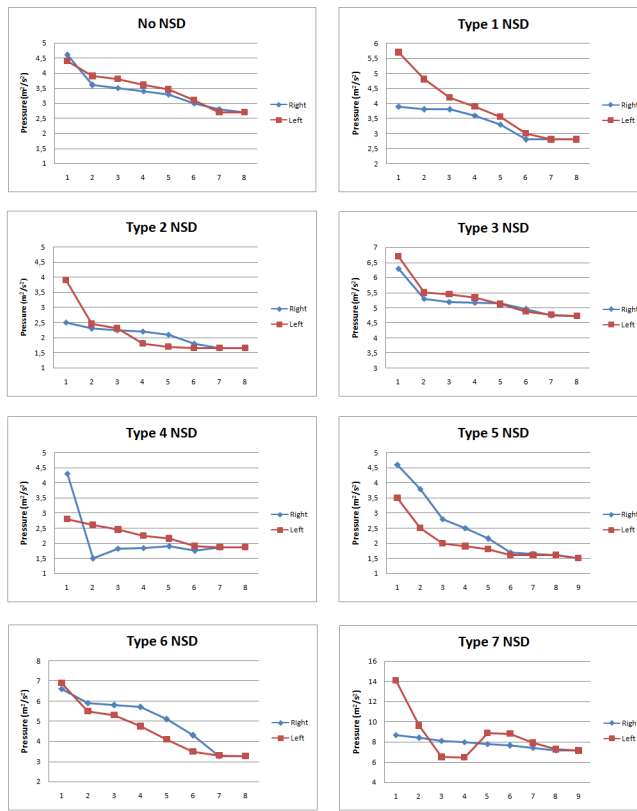 No NSD
Pressure (m²/s²)
5
4,5
4
3,5
3
2,5
2
1,5
1
1 2 3 4 5 6 7 8
Right
Left
Type 1 NSD
Pressure (m²/s²)
6
5,5
5
4,5
4
3,5
3
2,5
2
1 2 3 4 5 6 7 8
Right
Left
Type 2 NSD
Pressure (m²/s²)
5
4,5
4
3,5
3
2,5
2
1,5
1
1 2 3 4 5 6 7 8
Right
Left
Type 3 NSD
Pressure (m²/s²)
7
6,5
6
5,5
5
4,5
4
3,5
3
1 2 3 4 5 6 7 8
Right
Left
Type 4 NSD
Pressure (m²/s²)
5
4,5
4
3,5
3
2,5
2
1,5
1
1 2 3 4 5 6 7 8
Right
Left
Type 5 NSD
Pressure (m²/s²)
5
4,5
4
3,5
3
2,5
2
1,5
1
1 2 3 4 5 6 7 8 9
Right
Left
Type 6 NSD
Pressure (m²/s²)
8
7
6
5
4
3
2
1 2 3 4 5 6 7 8
Right
Left
Type 7 NSD
Pressure (m²/s²)
16
14
12
10
8
6
4
1 2 3 4 5 6 7 8 9
Right
Left